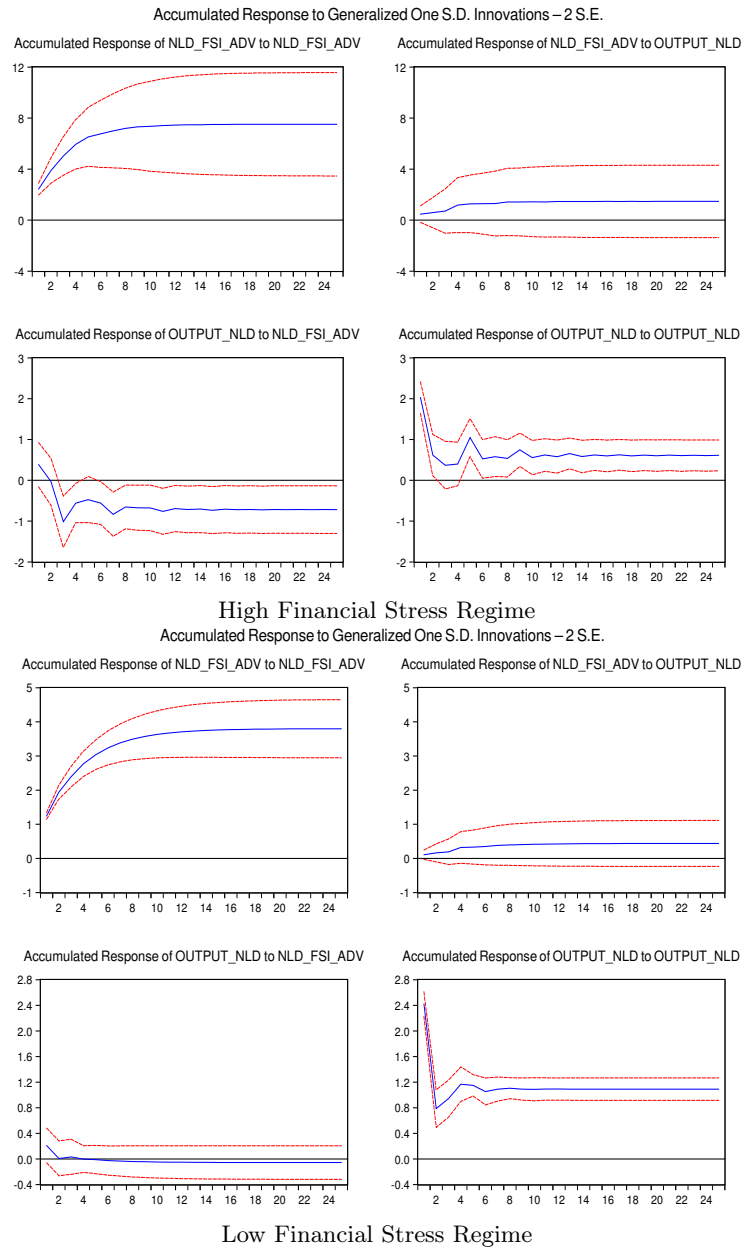 Accumulated Response to Generalized One S.D. Innovations – 2 S.E.
Accumulated Response of NLD_FSI_ADV to NLD_FSI_ADV
12
8
4
0
-4
2 4 6 8 10 12 14 16 18 20 22 24
Accumulated Response of NLD_FSI_ADV to OUTPUT_NLD
12
8
4
0
-4
2 4 6 8 10 12 14 16 18 20 22 24
Accumulated Response of OUTPUT_NLD to NLD_FSI_ADV
3
2
1
0
-1
-2
2 4 6 8 10 12 14 16 18 20 22 24
Accumulated Response of OUTPUT_NLD to OUTPUT_NLD
3
2
1
0
-1
-2
2 4 6 8 10 12 14 16 18 20 22 24
High Financial Stress Regime
Accumulated Response to Generalized One S.D. Innovations – 2 S.E.
Accumulated Response of NLD_FSI_ADV to NLD_FSI_ADV
5
4
3
2
1
0
-1
2 4 6 8 10 12 14 16 18 20 22 24
Accumulated Response of NLD_FSI_ADV to OUTPUT_NLD
5
4
3
2
1
0
-1
2 4 6 8 10 12 14 16 18 20 22 24
Accumulated Response of OUTPUT_NLD to NLD_FSI_ADV
2.8
2.4
2.0
1.6
1.2
0.8
0.4
0.0
-0.4
2 4 6 8 10 12 14 16 18 20 22 24
Accumulated Response of OUTPUT_NLD to OUTPUT_NLD
2.8
2.4
2.0
1.6
1.2
0.8
0.4
0.0
-0.4
2 4 6 8 10 12 14 16 18 20 22 24
Low Financial Stress Regime